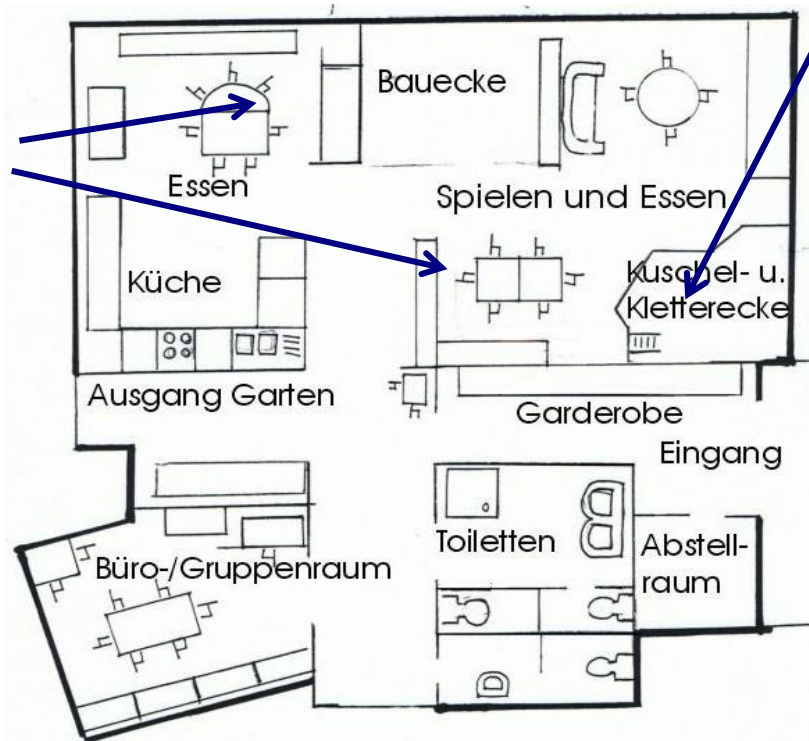 Bauecke
Essen
Spielen und Essen
Küche
Kuschel- u.
Kletterecke
Ausgang Garten
Garderobe
Eingang
Toiletten
Abstell-
raum
Büro-/Gruppenraum